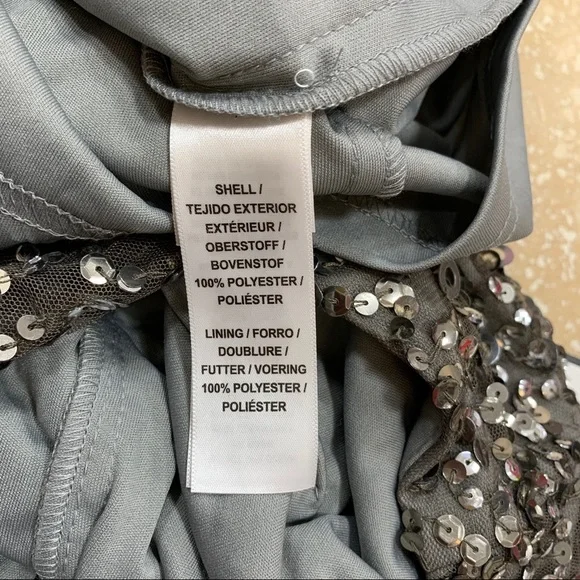 SHELL /
TEJIDO EXTERIOR
EXTÉRIEUR /
OBERSTOFF /
BOVENSTOF
100% POLYESTER /
POLIÉSTER
LINING / FORRO /
DOUBLURE /
FUTTER / VOERING
100% POLYESTER /
POLIÉSTER